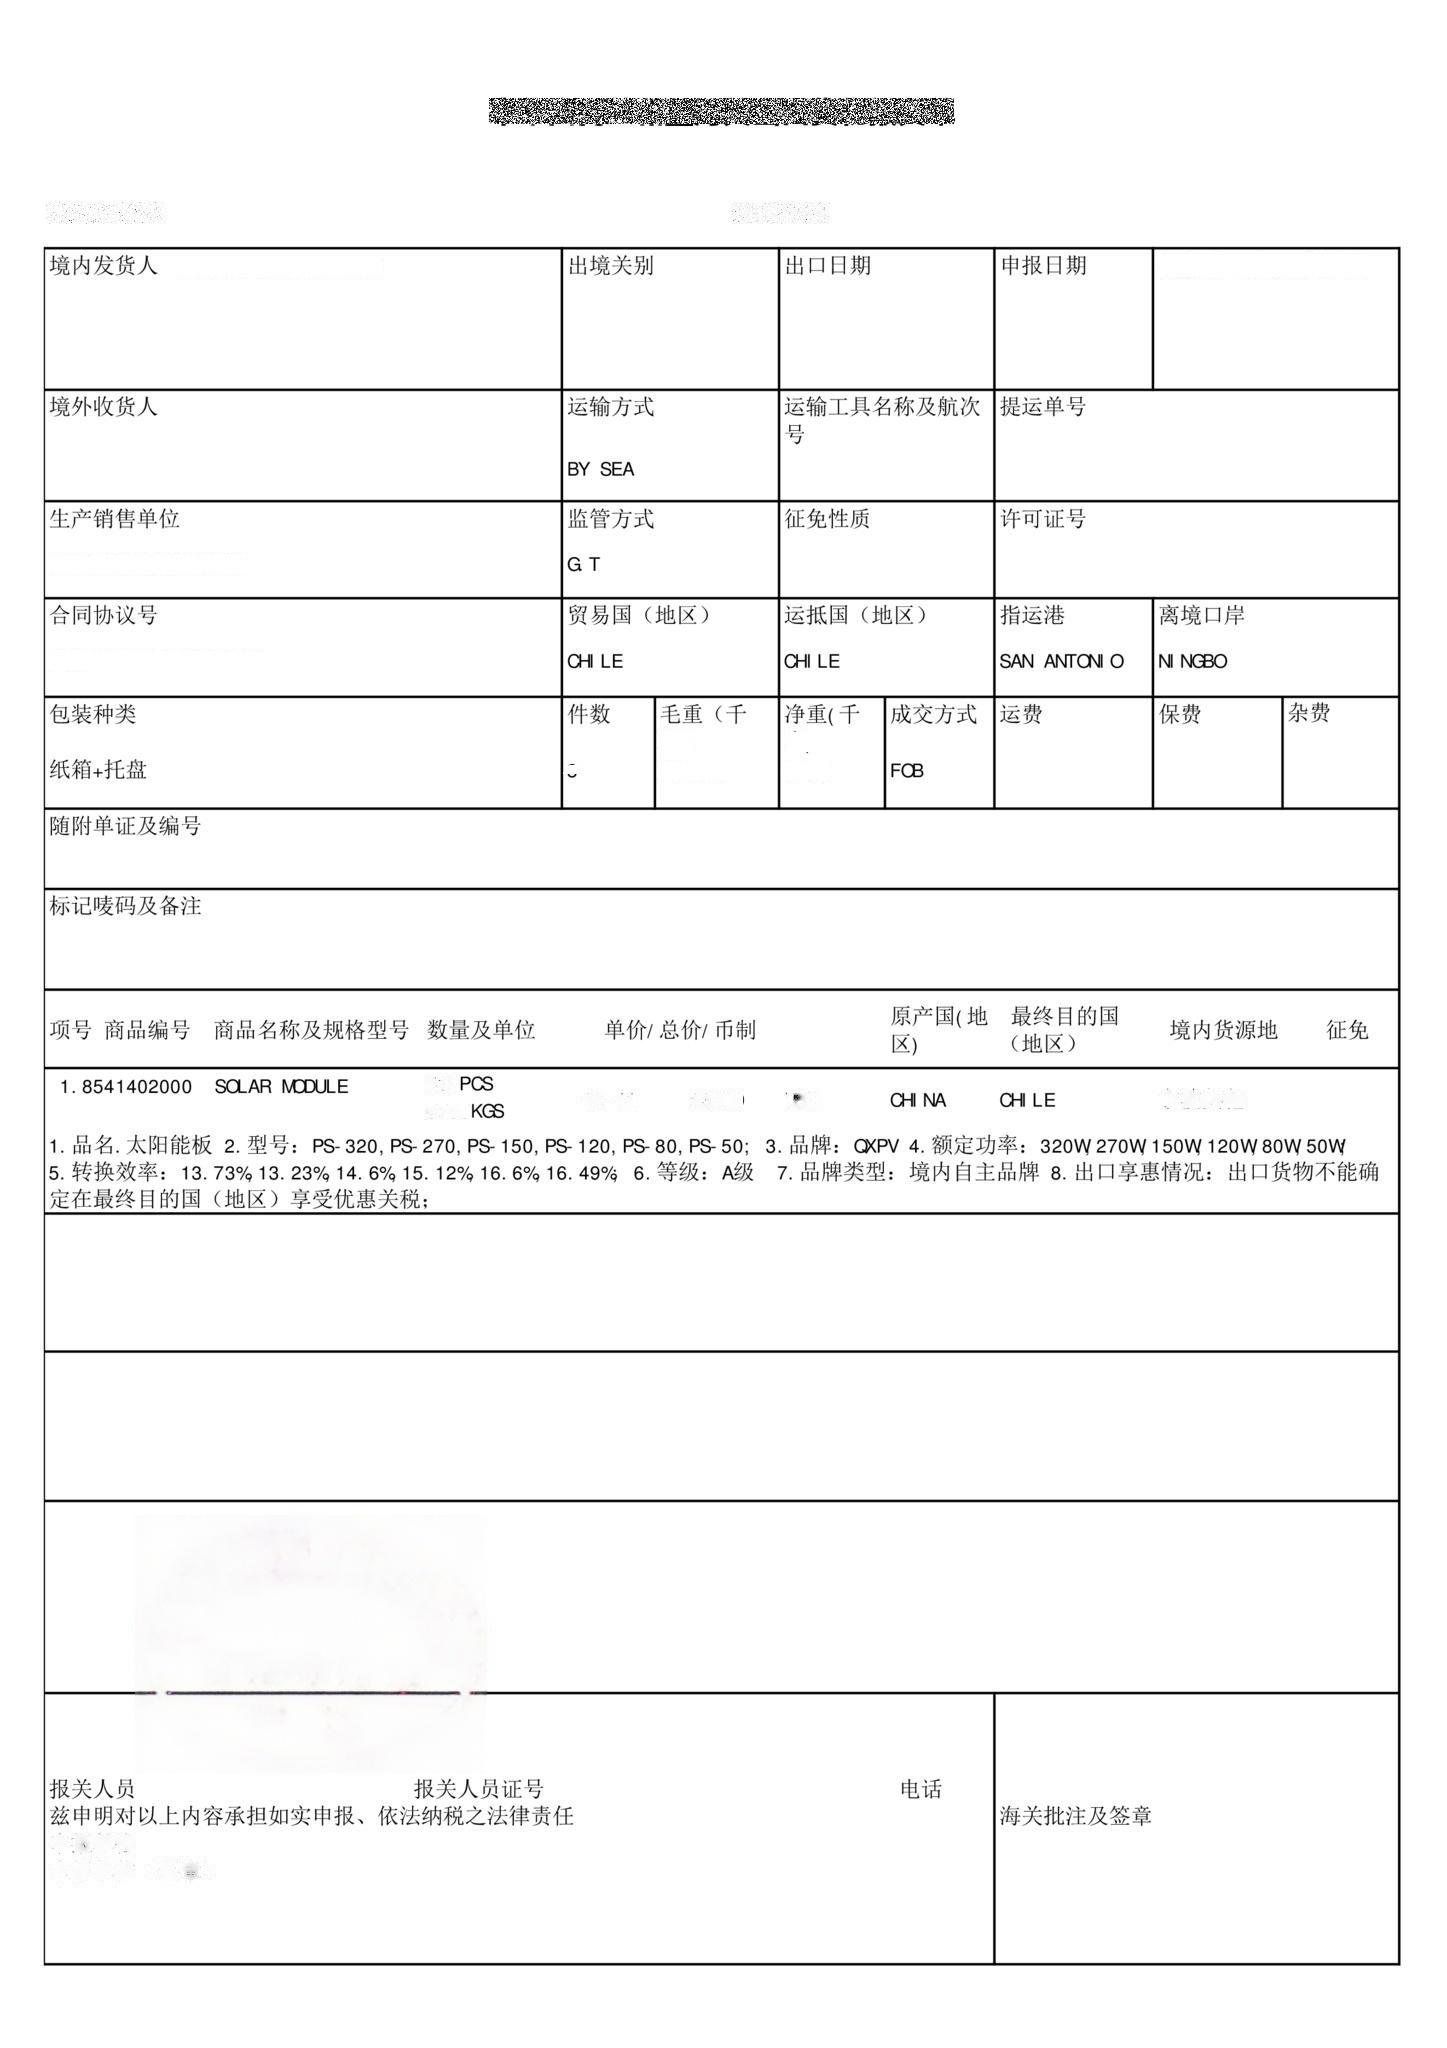 境内发货人 出境关别 出口日期 申报日期
境外收货人 运输方式 运输工具名称及航次 提运单号
号
BY SEA
生产销售单位 监管方式 征免性质 许可证号
G.T
合同协议号 贸易国（地区） 运抵国（地区） 指运港 离境口岸
CHILE CHILE SAN ANTONIO NINGBO
包装种类 件数 毛重（千 净重(千 成交方式 运费 保费 杂费
纸箱+托盘 FOB
随附单证及编号
标记唛码及备注
项号 商品编号 商品名称及规格型号 数量及单位 单价/总价/币制 原产国(地 最终目的国 境内货源地 征免
区) （地区）
1. 8541402000 SOLAR MODULE PCS
KGS CHINA CHILE
1. 品名. 太阳能板 2. 型号：PS-320, PS-270, PS-150, PS-120, PS-80, PS-50; 3. 品牌：QXPV 4. 额定功率：320W, 270W, 150W, 120W, 80W, 50W,
5. 转换效率：13.73%, 13.23%, 14.6%, 15.12%, 16.6%, 16.49%, 6. 等级：A级 7. 品牌类型：境内自主品牌 8. 出口享惠情况：出口货物不能确
定在最终目的国（地区）享受优惠关税；
报关人员 报关人员证号 电话
兹申明对以上内容承担如实申报、依法纳税之法律责任 海关批注及签章